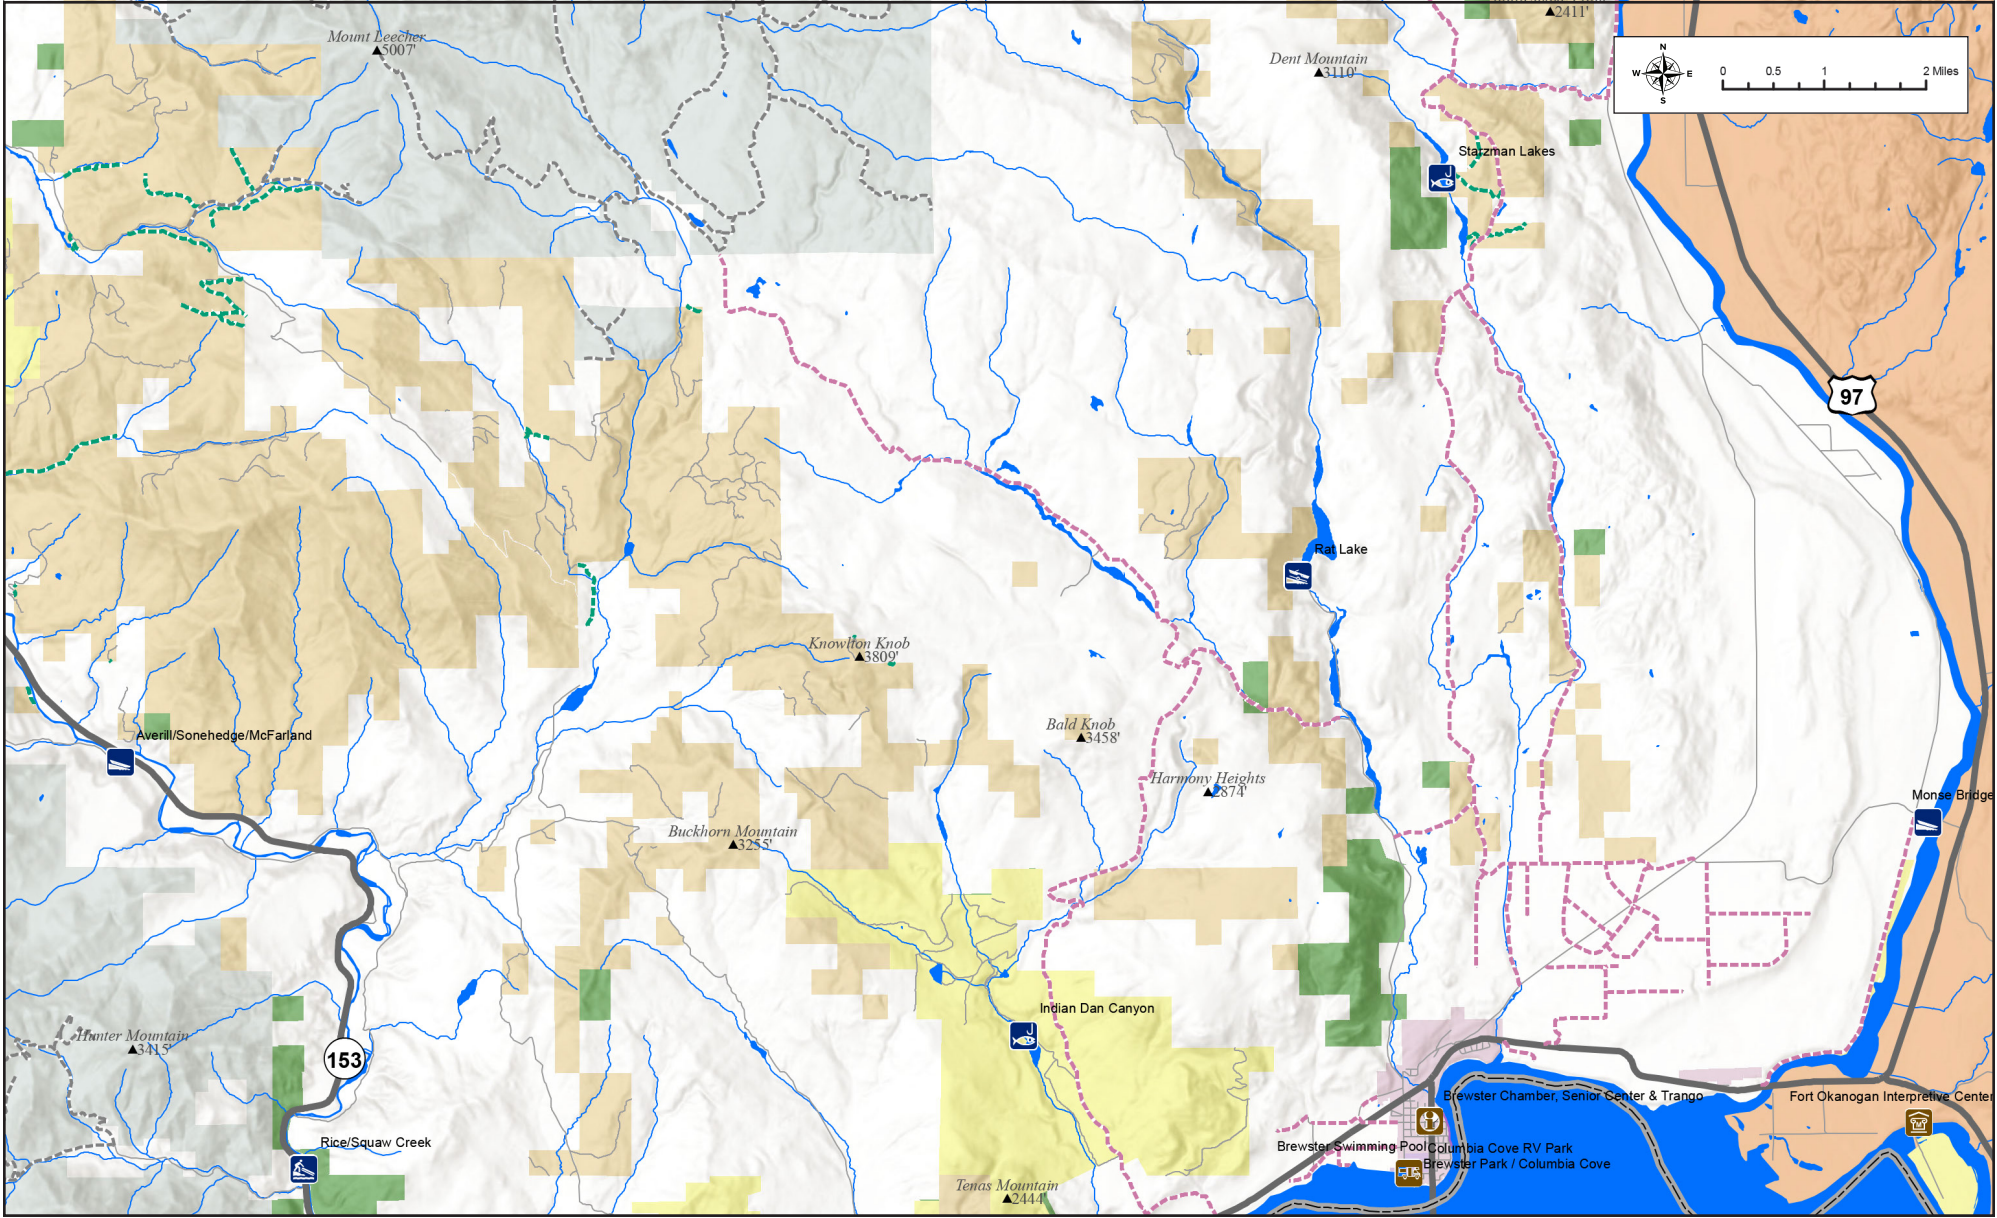 2411'
Mount Leecher
5007'
Dent Mountain
3110'
N
W E
S
0 0.5 1 2 Miles
Starzman Lakes
97
Rat Lake
Knowlton Knob
3809'
Bald Knob
3458'
Averill/Sonehedge/McFarland
Harmony Heights
2874'
Monse Bridge
Buckhorn Mountain
3255'
Indian Dan Canyon
Hunter Mountain
3415'
153
Brewster Chamber, Senior Center & Trango
Fort Okanogan Interpretive Center
Rice/Squaw Creek
Brewster Swimming Pool
Columbia Cove RV Park
Brewster Park / Columbia Cove
Tenas Mountain
2444'